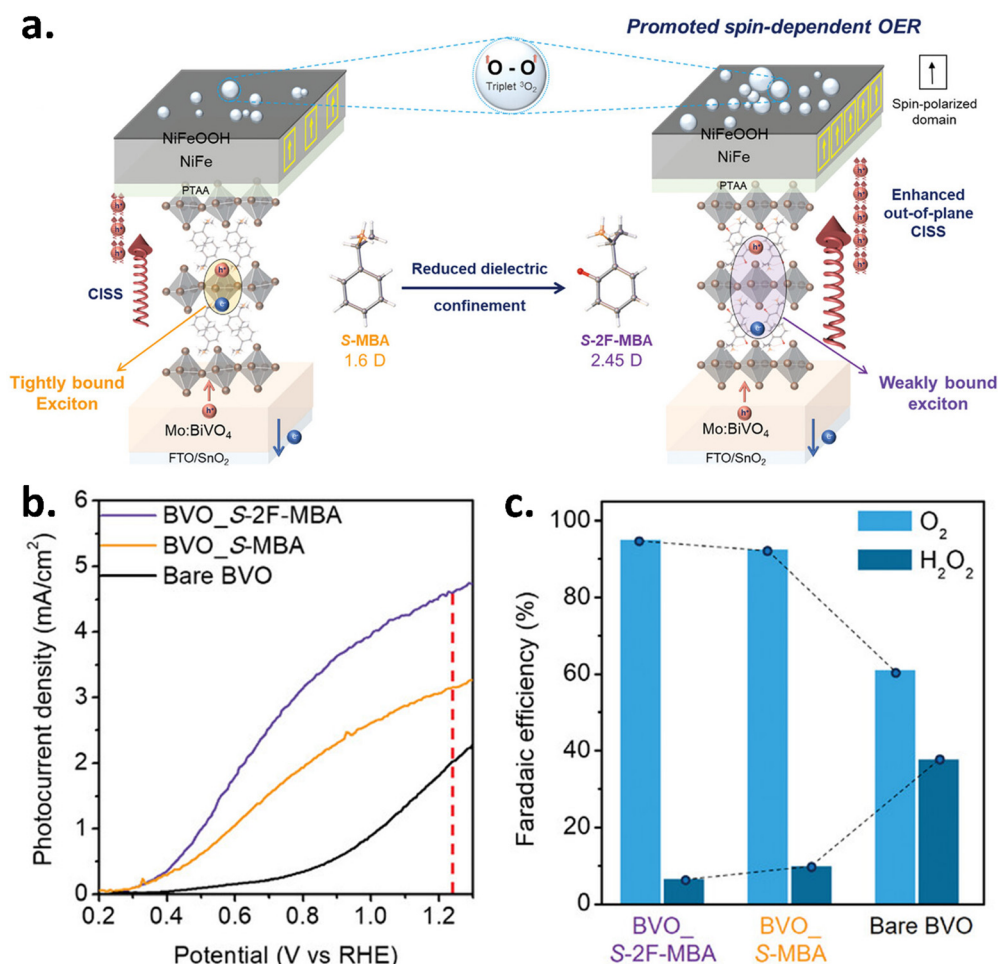 a.
Promoted spin-dependent OER
O - O
Triplet ³O₂
Spin-polarized
domain
NiFeOOH
NiFe
PTAA
h⁺
h⁺
h⁺
CISS
h⁺
e⁻
Tightly bound
Exciton
h⁺
Mo:BiVO₄
e⁻
FTO/SnO₂
S-MBA
1.6 D
Reduced dielectric
confinement
S-2F-MBA
2.45 D
NiFeOOH
NiFe
PTAA
h⁺
h⁺
h⁺
h⁺
Enhanced
out-of-plane
CISS
h⁺
e⁻
Weakly bound
exciton
h⁺
Mo:BiVO₄
e⁻
FTO/SnO₂
b.
Photocurrent density (mA/cm²)
6
5
4
3
2
1
0
BVO_S-2F-MBA
BVO_S-MBA
Bare BVO
0.2 0.4 0.6 0.8 1.0 1.2
Potential (V vs RHE)
c.
Faradaic efficiency (%)
100
80
60
40
20
0
O₂
H₂O₂
BVO_
S-2F-MBA
BVO_
S-MBA
Bare BVO